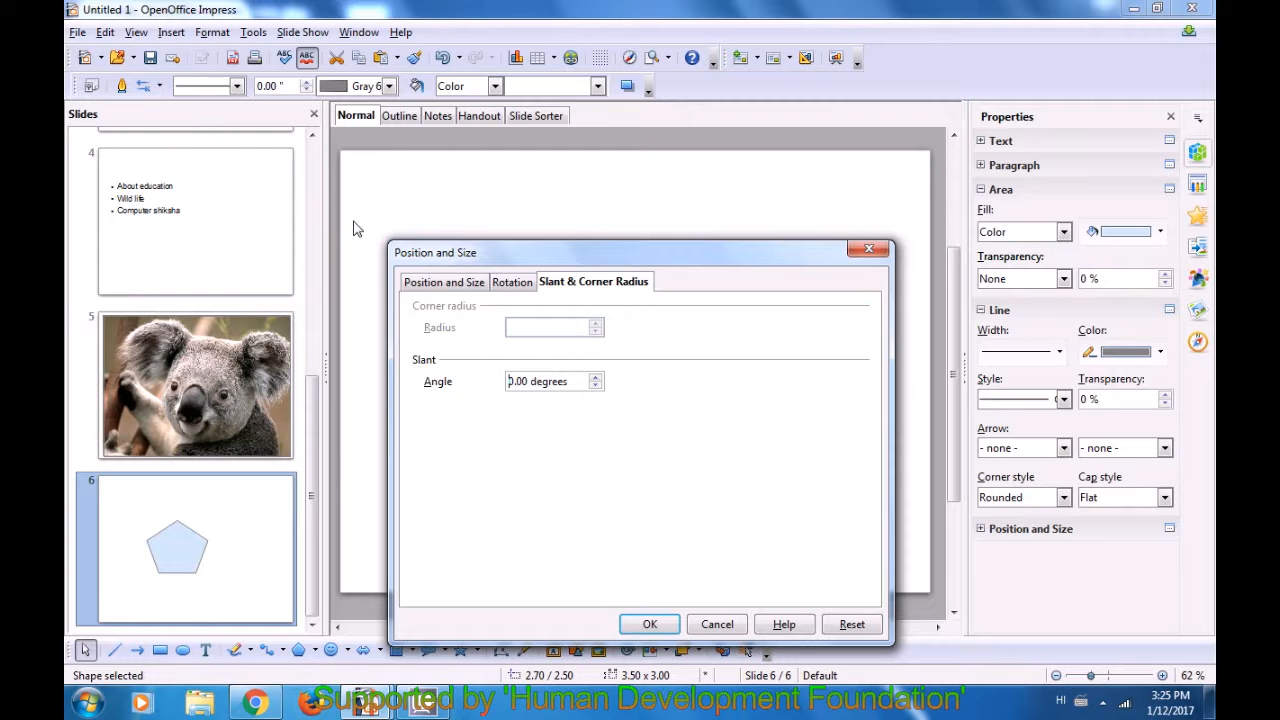 Untitled 1 - OpenOffice Impress
File Edit View Insert Format Tools Slide Show Window Help
0.00 " Gray 6 Color
Slides
Normal Outline Notes Handout Slide Sorter
Properties
4
About education
Wild life
Computer shiksha
5
6
Position and Size
Position and Size Rotation Slant & Corner Radius
Corner radius
Radius
Slant
Angle 0.00 degrees
OK Cancel Help Reset
Text
Paragraph
Area
Fill:
Color
Transparency:
None 0 %
Line
Width: Color:
Style: Transparency:
0 %
Arrow:
- none - - none -
Corner style Cap style
Rounded Flat
Position and Size
Shape selected 2.70 / 2.50 3.50 x 3.00 * Slide 6 / 6 Default 62 %
Supported by 'Human Development Foundation'
HI 3:25 PM
1/12/2017